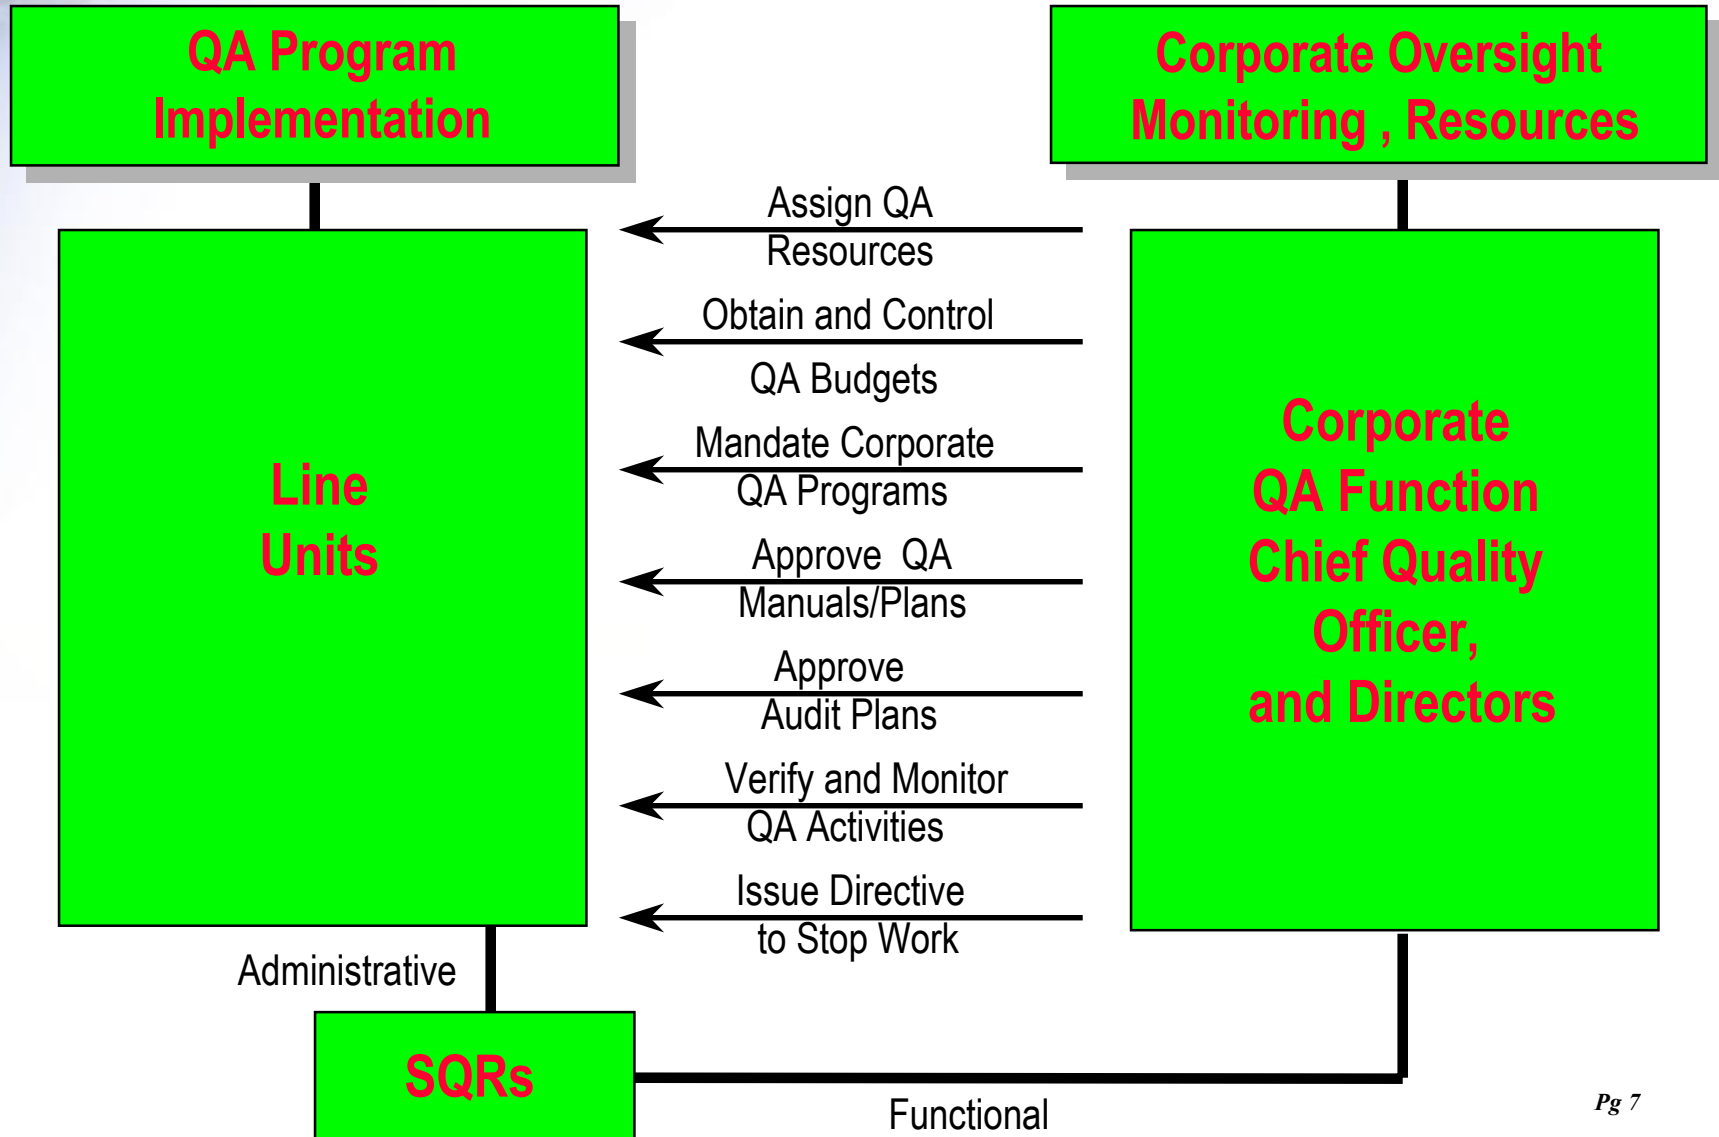 QA Program
Implementation
Corporate Oversight
Monitoring , Resources
Assign QA
Resources
Obtain and Control
QA Budgets
Mandate Corporate
QA Programs
Approve  QA
Manuals/Plans
Approve
Audit Plans
Verify and Monitor
QA Activities
Issue Directive
to Stop Work
Line
Units
Corporate
QA Function
Chief Quality
Officer,
and Directors
Administrative
SQRs
Functional
Pg 7